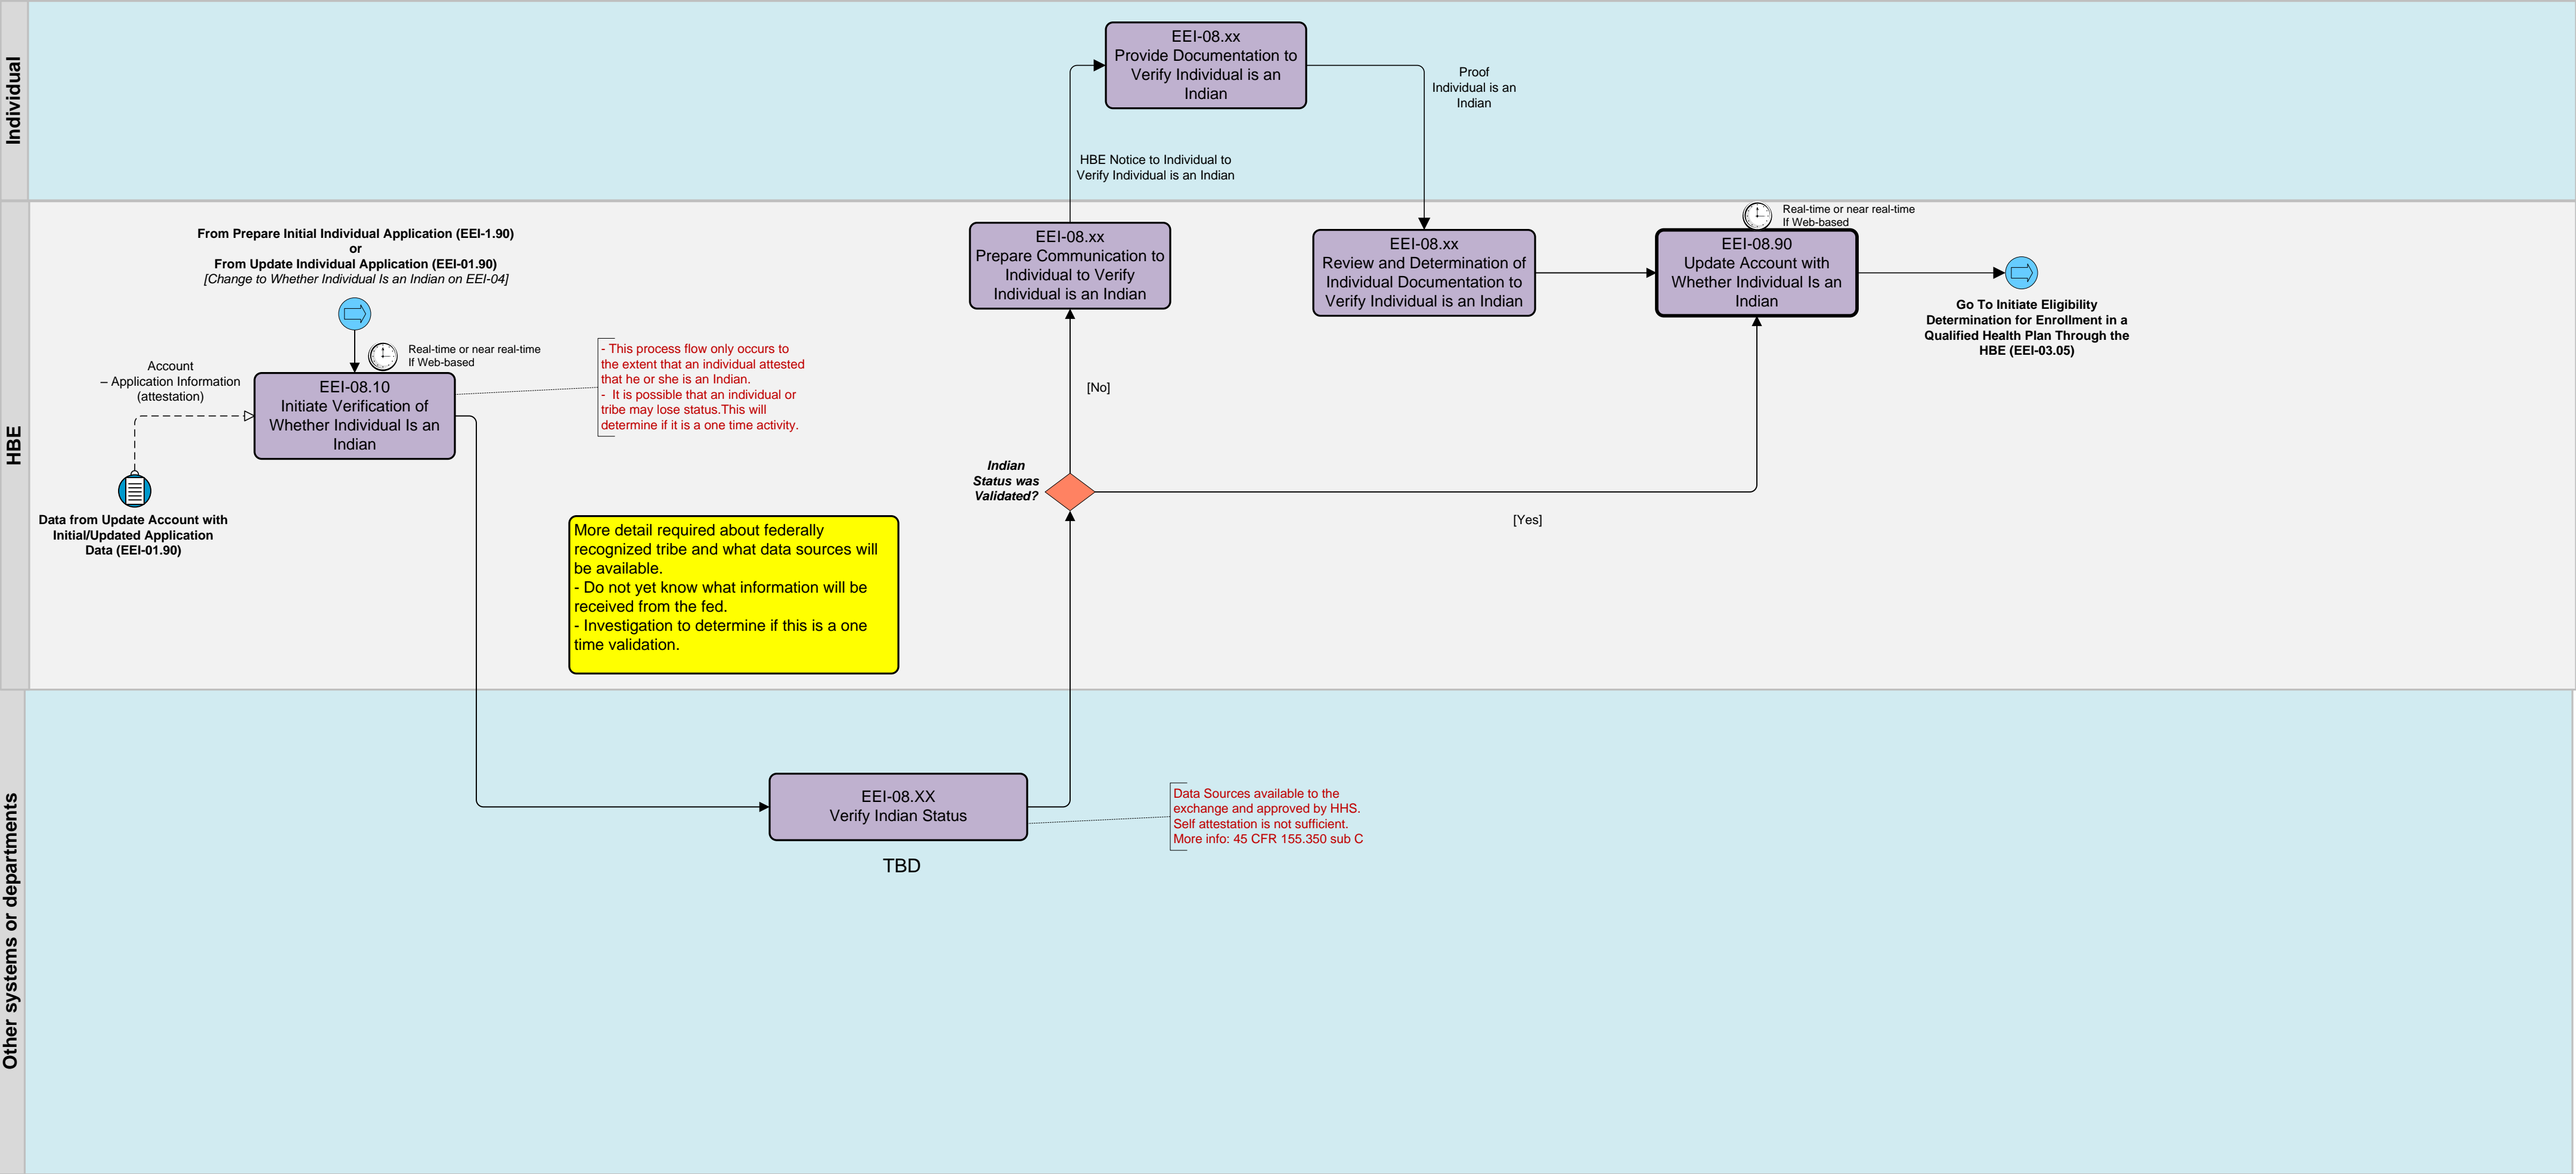 Individual
EEI-08.xx
Provide Documentation to
Verify Individual is an
Indian
Proof
Individual is an
Indian
HBE Notice to Individual to
Verify Individual is an Indian
HBE
From Prepare Initial Individual Application (EEI-1.90)
or
From Update Individual Application (EEI-01.90)
[Change to Whether Individual Is an Indian on EEI-04]
Real-time or near real-time
If Web-based
Account
– Application Information
(attestation)
EEI-08.10
Initiate Verification of
Whether Individual Is an
Indian
Data from Update Account with
Initial/Updated Application
Data (EEI-01.90)
- This process flow only occurs to
the extent that an individual attested
that he or she is an Indian.
- It is possible that an individual or
tribe may lose status.This will
determine if it is a one time activity.
More detail required about federally
recognized tribe and what data sources will
be available.
- Do not yet know what information will be
received from the fed.
- Investigation to determine if this is a one
time validation.
EEI-08.xx
Prepare Communication to
Individual to Verify
Individual is an Indian
[No]
Indian
Status was
Validated?
[Yes]
EEI-08.xx
Review and Determination of
Individual Documentation to
Verify Individual is an Indian
Real-time or near real-time
If Web-based
EEI-08.90
Update Account with
Whether Individual Is an
Indian
Go To Initiate Eligibility
Determination for Enrollment in a
Qualified Health Plan Through the
HBE (EEI-03.05)
Other systems or departments
EEI-08.XX
Verify Indian Status
TBD
Data Sources available to the
exchange and approved by HHS.
Self attestation is not sufficient.
More info: 45 CFR 155.350 sub C